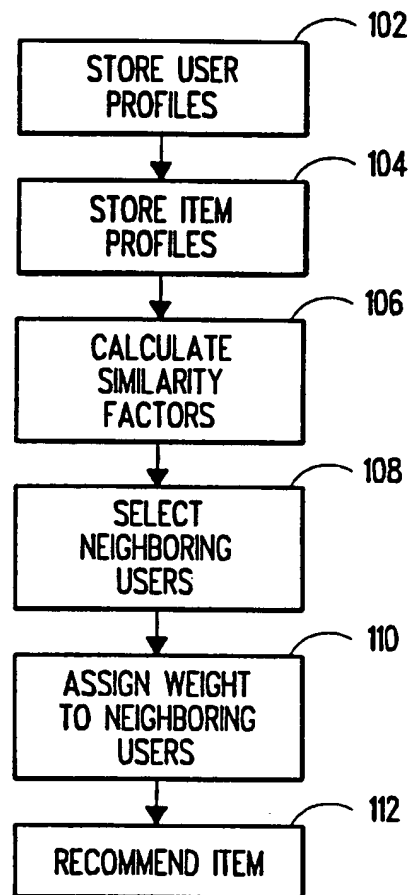 102
STORE USER
PROFILES
104
STORE ITEM
PROFILES
106
CALCULATE
SIMILARITY
FACTORS
108
SELECT
NEIGHBORING
USERS
110
ASSIGN WEIGHT
TO NEIGHBORING
USERS
112
RECOMMEND ITEM